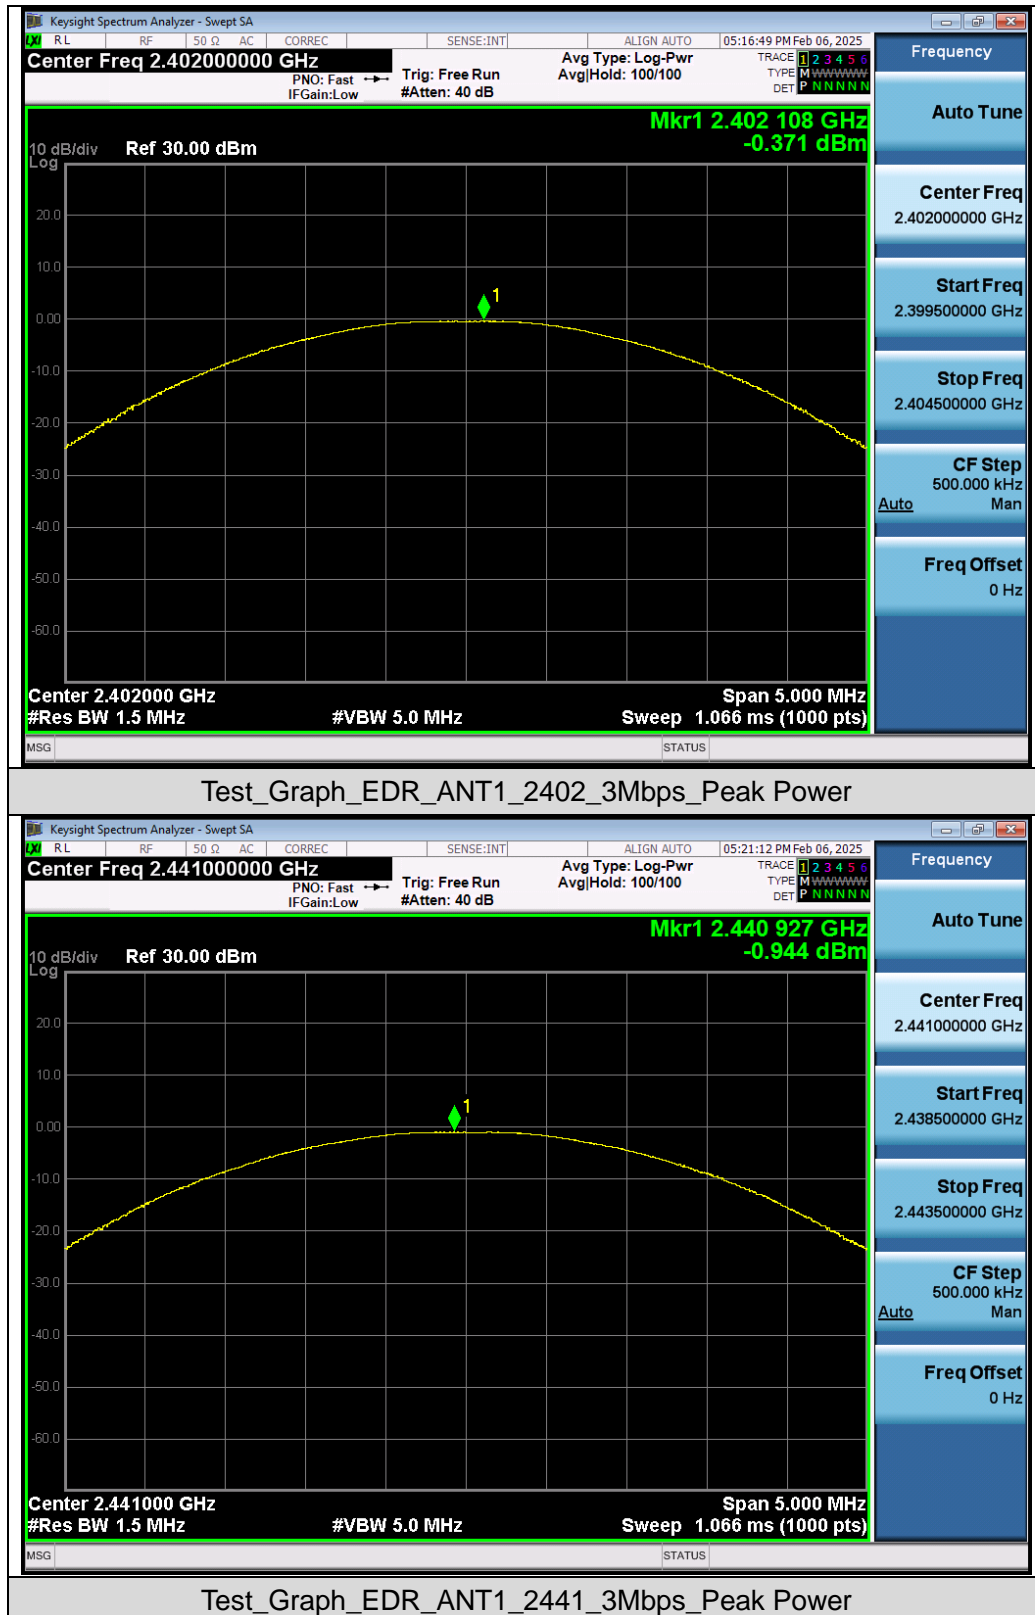 Keysight Spectrum Analyzer - Swept SA
LXI RL RF 50 Ω AC CORREC SENSE:INT ALIGN AUTO 05:16:49 PM Feb 06, 2025
Center Freq 2.402000000 GHz
PNO: Fast
IFGain:Low
Trig: Free Run
#Atten: 40 dB
Avg Type: Log-Pwr
Avg|Hold: 100/100
TRACE 1 2 3 4 5 6
TYPE M WWWWW
DET P N N N N N
Frequency
Auto Tune
Center Freq
2.402000000 GHz
Start Freq
2.399500000 GHz
Stop Freq
2.404500000 GHz
CF Step
500.000 kHz
Auto Man
Freq Offset
0 Hz
Mkr1 2.402 108 GHz
-0.371 dBm
10 dB/div Ref 30.00 dBm
Log
20.0
10.0
1
0.00
-10.0
-20.0
-30.0
-40.0
-50.0
-60.0
Center 2.402000 GHz Span 5.000 MHz
#Res BW 1.5 MHz #VBW 5.0 MHz Sweep 1.066 ms (1000 pts)
MSG STATUS
Test_Graph_EDR_ANT1_2402_3Mbps_Peak Power
Keysight Spectrum Analyzer - Swept SA
LXI RL RF 50 Ω AC CORREC SENSE:INT ALIGN AUTO 05:21:12 PM Feb 06, 2025
Center Freq 2.441000000 GHz
PNO: Fast
IFGain:Low
Trig: Free Run
#Atten: 40 dB
Avg Type: Log-Pwr
Avg|Hold: 100/100
TRACE 1 2 3 4 5 6
TYPE M WWWWW
DET P N N N N N
Frequency
Auto Tune
Center Freq
2.441000000 GHz
Start Freq
2.438500000 GHz
Stop Freq
2.443500000 GHz
CF Step
500.000 kHz
Auto Man
Freq Offset
0 Hz
Mkr1 2.440 927 GHz
-0.944 dBm
10 dB/div Ref 30.00 dBm
Log
20.0
10.0
1
0.00
-10.0
-20.0
-30.0
-40.0
-50.0
-60.0
Center 2.441000 GHz Span 5.000 MHz
#Res BW 1.5 MHz #VBW 5.0 MHz Sweep 1.066 ms (1000 pts)
MSG STATUS
Test_Graph_EDR_ANT1_2441_3Mbps_Peak Power